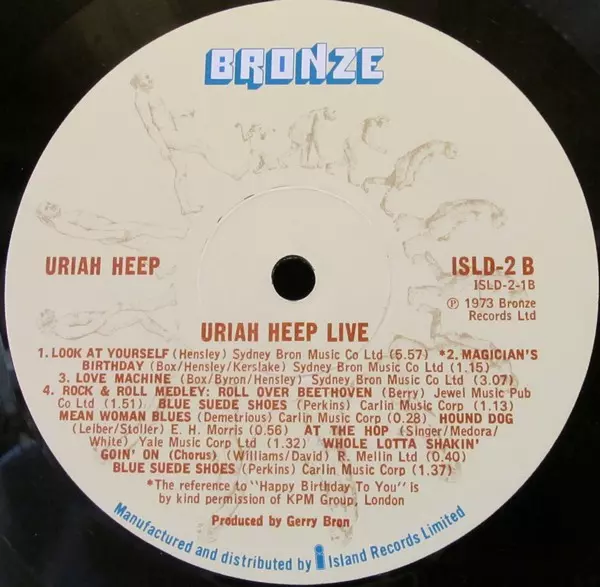 BRONZE
URIAH HEEP
ISLD-2 B
ISLD-2-1B
℗ 1973 Bronze
Records Ltd
URIAH HEEP LIVE
1. LOOK AT YOURSELF (Hensley) Sydney Bron Music Co Ltd (5.57) *2. MAGICIAN'S
BIRTHDAY (Box/Hensley/Kerslake) Sydney Bron Music Co Ltd (1.15)
3. LOVE MACHINE (Box/Byron/Hensley) Sydney Bron Music Co Ltd (3.07)
4. ROCK & ROLL MEDLEY: ROLL OVER BEETHOVEN (Berry) Jewel Music Pub
Co Ltd (1.51) BLUE SUEDE SHOES (Perkins) Carlin Music Corp (1.13)
MEAN WOMAN BLUES (Demetrious) Carlin Music Corp (0.28) HOUND DOG
(Leiber/Stoller) E. H. Morris (0.56) AT THE HOP (Singer/Medora/
White) Yale Music Corp Ltd (1.32) WHOLE LOTTA SHAKIN'
GOIN' ON (Chorus) (Williams/David) R. Mellin Ltd (0.40)
BLUE SUEDE SHOES (Perkins) Carlin Music Corp (1.37)
*The reference to "Happy Birthday To You" is
by kind permission of KPM Group, London
Produced by Gerry Bron
Manufactured and distributed by i Island Records Limited